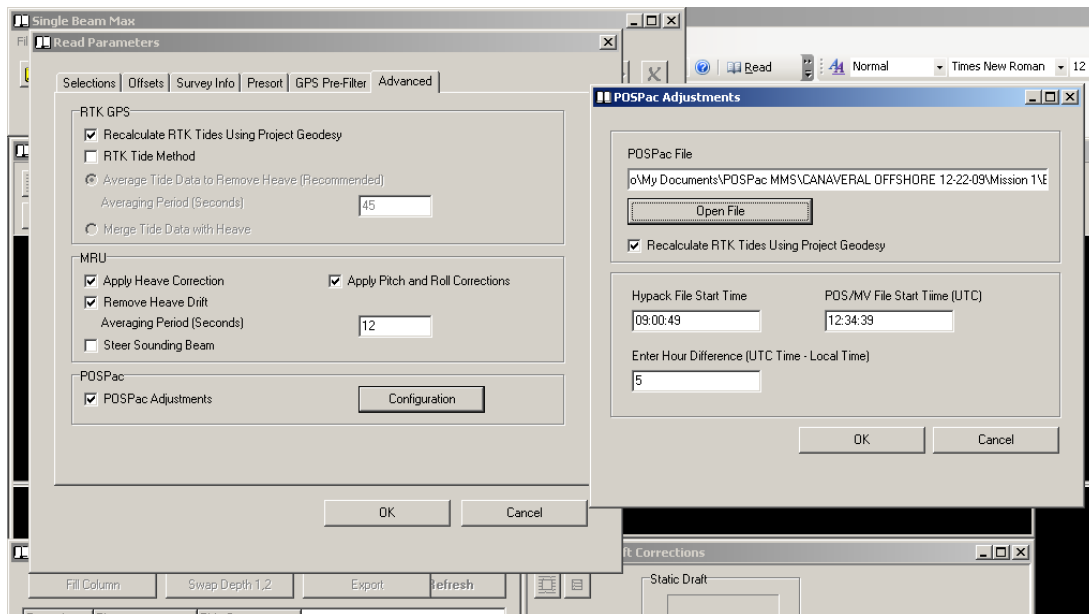 Single Beam Max
Fil
Read Parameters
Selections Offsets Survey Info Presort GPS Pre-Filter Advanced
RTK GPS
Recalculate RTK Tides Using Project Geodesy
RTK Tide Method
Average Tide Data to Remove Heave (Recommended)
Averaging Period (Seconds) 45
Merge Tide Data with Heave
MRU
Apply Heave Correction Apply Pitch and Roll Corrections
Remove Heave Drift
Averaging Period (Seconds) 12
Steer Sounding Beam
POSPac
POSPac Adjustments Configuration
OK Cancel
Read Normal Times New Roman 12
POSPac Adjustments
POSPac File
o\My Documents\POSPac MMS\CANAVERAL OFFSHORE 12-22-09\Mission 1\E
Open File
Recalculate RTK Tides Using Project Geodesy
Hypack File Start Time POS/MV File Start Tiime (UTC)
09:00:49 12:34:39
Enter Hour Difference (UTC Time - Local Time)
5
OK Cancel
Fill Column Swap Depth 1,2 Export Refresh
ft Corrections
Static Draft